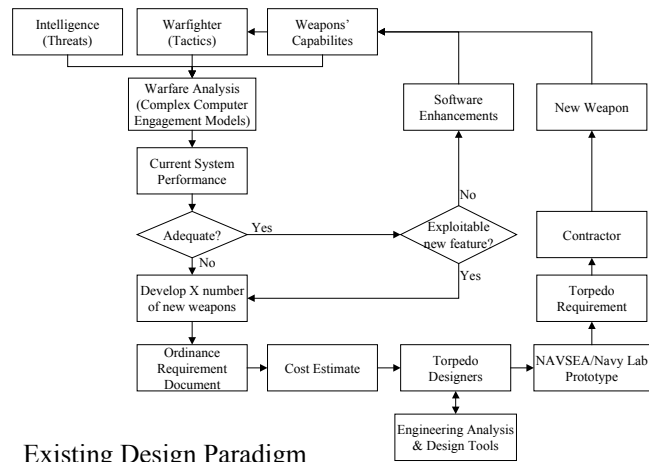 Intelligence
(Threats)
Warfighter
(Tactics)
Weapons'
Capabilites
Warfare Analysis
(Complex Computer
Engagement Models)
Software
Enhancements
New Weapon
Current System
Performance
No
Adequate?
Yes
Exploitable
new feature?
Contractor
No
Yes
Develop X number
of new weapons
Torpedo
Requirement
Ordinance
Requirement
Document
Cost Estimate
Torpedo
Designers
NAVSEA/Navy Lab
Prototype
Engineering Analysis
& Design Tools
Existing Design Paradigm